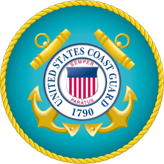 UNITED STATES COAST GUARD
SEMPER
PARATUS
1790